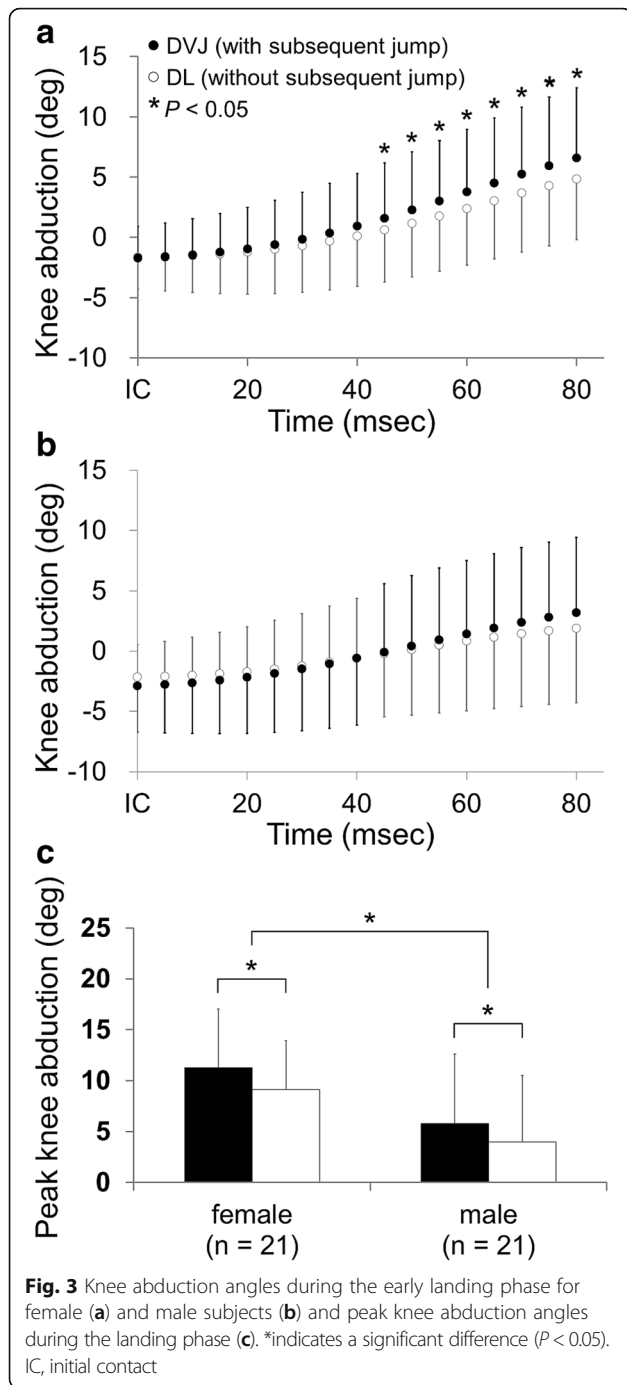 a
● DVJ (with subsequent jump)
○ DL (without subsequent jump)
* P < 0.05
* * * * * * * *
Knee abduction (deg)
15
10
5
0
-5
-10
IC 20 40 60 80
Time (msec)
b
Knee abduction (deg)
15
10
5
0
-5
-10
IC 20 40 60 80
Time (msec)
c
Peak knee abduction (deg)
25
20
15
10
5
0
*
* *
female male
(n = 21) (n = 21)
Fig. 3 Knee abduction angles during the early landing phase for
female (a) and male subjects (b) and peak knee abduction angles
during the landing phase (c). *indicates a significant difference (P < 0.05).
IC, initial contact